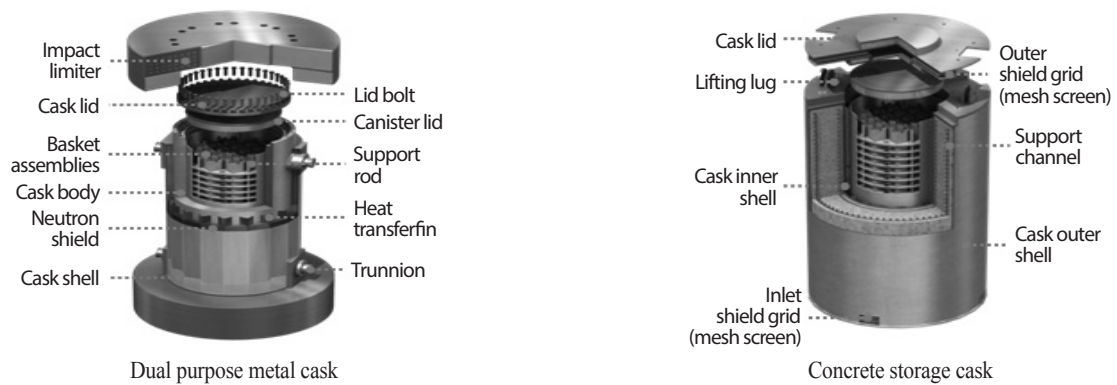 Impact
limiter
Cask lid
Basket
assemblies
Cask body
Neutron
shield
Cask shell
Lid bolt
Canister lid
Support
rod
Heat
transferfin
Trunnion
Dual purpose metal cask
Cask lid
Lifting lug
Cask inner
shell
Inlet
shield grid
(mesh screen)
Outer
shield grid
(mesh screen)
Support
channel
Cask outer
shell
Concrete storage cask